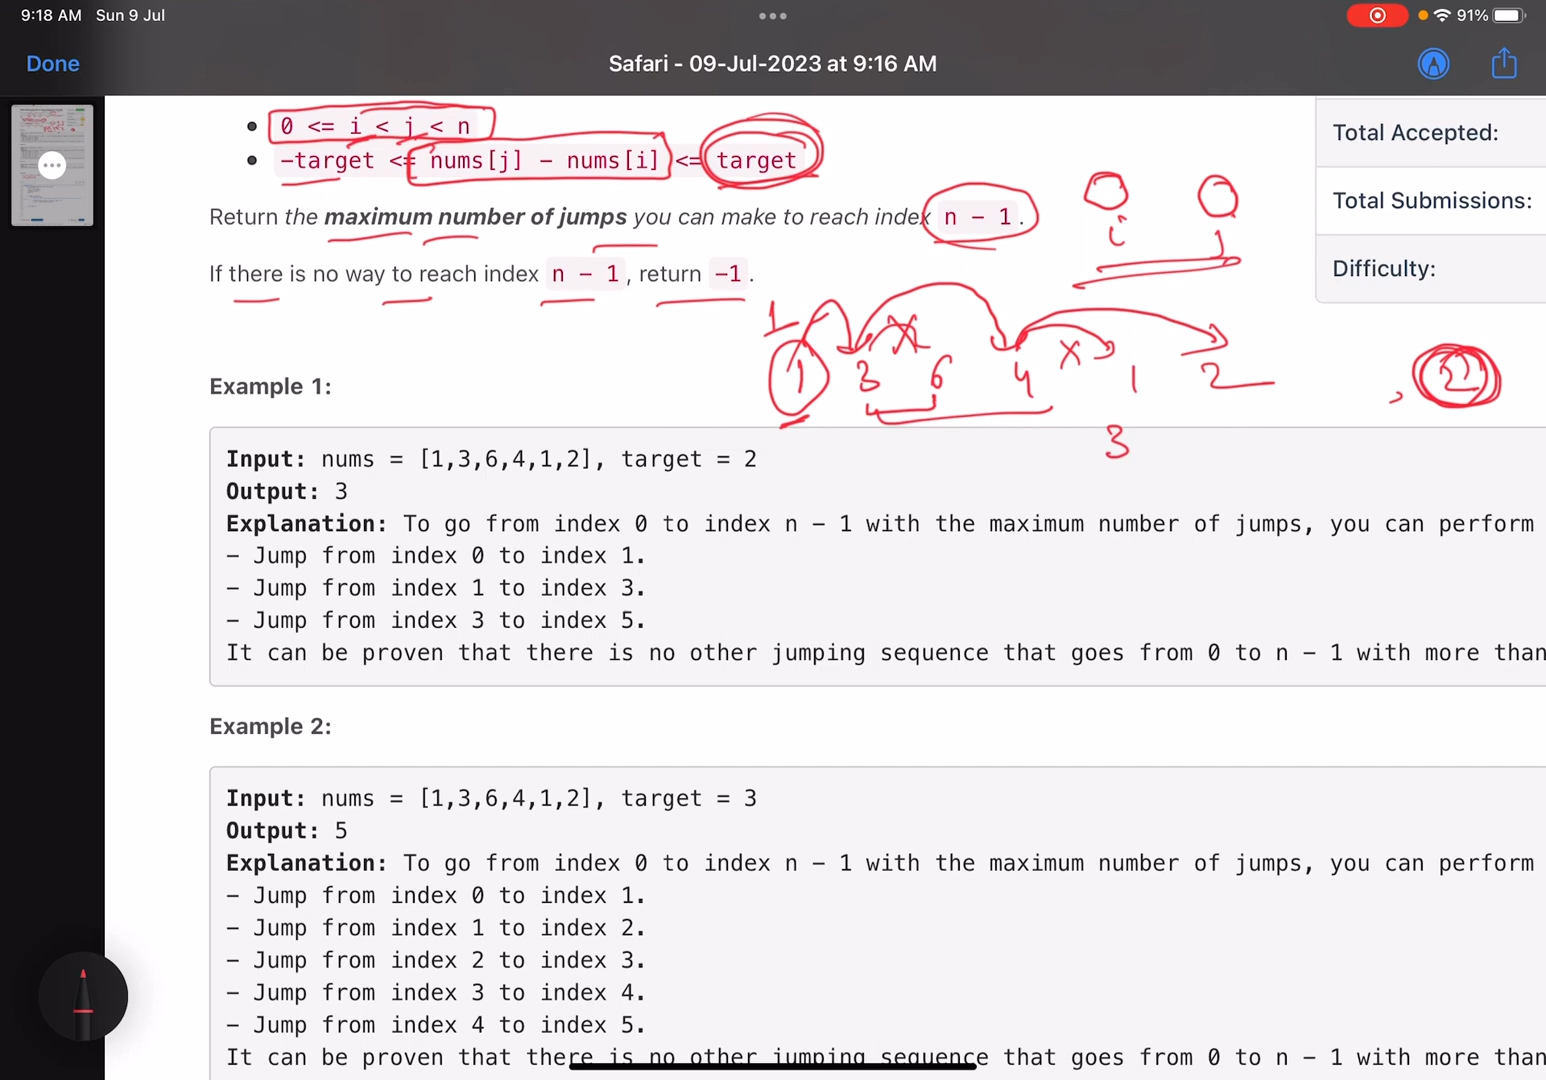 9:18 AM Sun 9 Jul
91%
Done
Safari - 09-Jul-2023 at 9:16 AM
0 <= i < j < n
-target <= nums[j] - nums[i] <= target
Return the maximum number of jumps you can make to reach index n - 1.
If there is no way to reach index n - 1, return -1.
i j
1
1 3 6 4 1 2 , 2
3
X X
Total Accepted:
Total Submissions:
Difficulty:
Example 1:
Input: nums = [1,3,6,4,1,2], target = 2
Output: 3
Explanation: To go from index 0 to index n - 1 with the maximum number of jumps, you can perform
- Jump from index 0 to index 1.
- Jump from index 1 to index 3.
- Jump from index 3 to index 5.
It can be proven that there is no other jumping sequence that goes from 0 to n - 1 with more than
Example 2:
Input: nums = [1,3,6,4,1,2], target = 3
Output: 5
Explanation: To go from index 0 to index n - 1 with the maximum number of jumps, you can perform
- Jump from index 0 to index 1.
- Jump from index 1 to index 2.
- Jump from index 2 to index 3.
- Jump from index 3 to index 4.
- Jump from index 4 to index 5.
It can be proven that there is no other jumping sequence that goes from 0 to n - 1 with more than